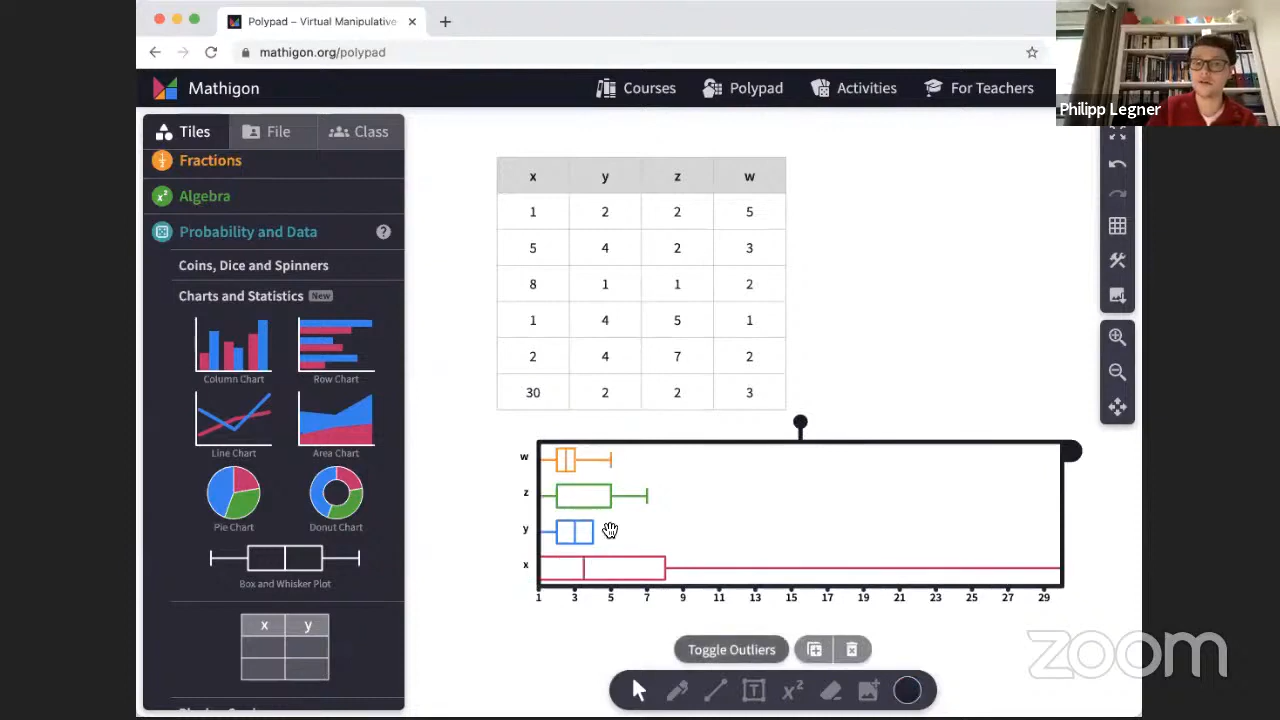 Polypad – Virtual Manipulative
mathigon.org/polypad
Mathigon
Courses
Polypad
Activities
For Teachers
Philipp Legner
Tiles
File
Class
Fractions
x²
Algebra
Probability and Data
?
Coins, Dice and Spinners
Charts and Statistics New
Column Chart
Row Chart
Line Chart
Area Chart
Pie Chart
Donut Chart
Box and Whisker Plot
x y
x y z w
1 2 2 5
5 4 2 3
8 1 1 2
1 4 5 1
2 4 7 2
30 2 2 3
w
z
y
x
1 3 5 7 9 11 13 15 17 19 21 23 25 27 29
Toggle Outliers
T x²
zoom